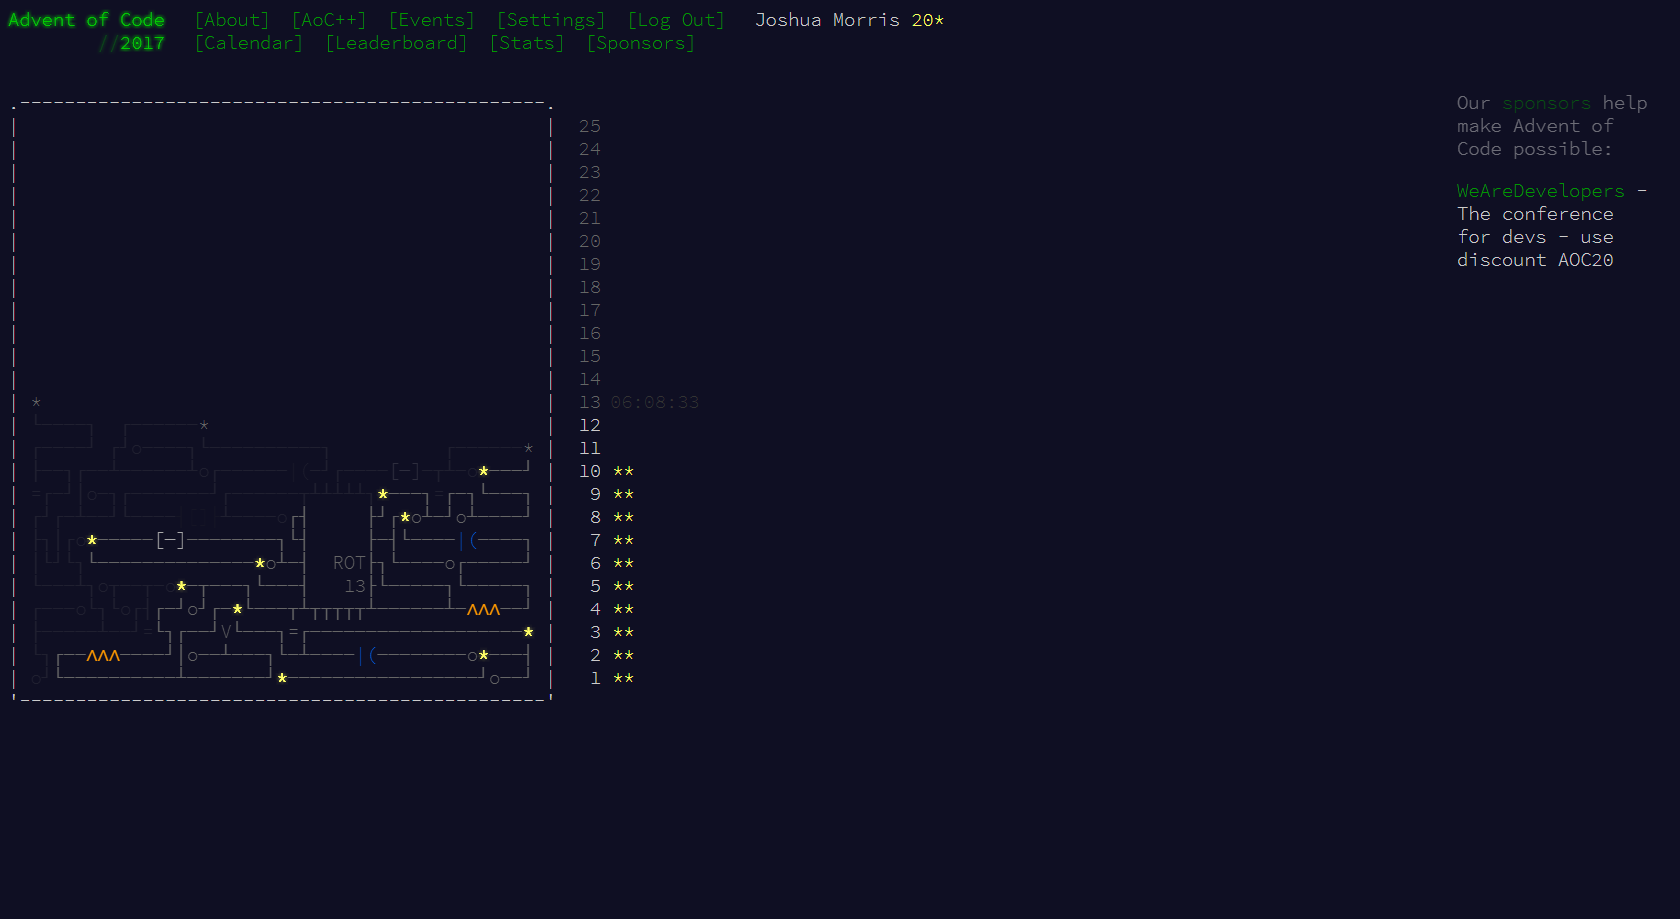 Advent of Code [About] [AoC++] [Events] [Settings] [Log Out] Joshua Morris 20*
//2017 [Calendar] [Leaderboard] [Stats] [Sponsors]
25
24
23
22
21
20
19
18
17
16
15
14
13 06:08:33
12
11
10 **
9 **
8 **
7 **
ROT 6 **
13 5 **
4 **
3 **
2 **
1 **
Our sponsors help
make Advent of
Code possible:
WeAreDevelopers -
The conference
for devs - use
discount AOC20